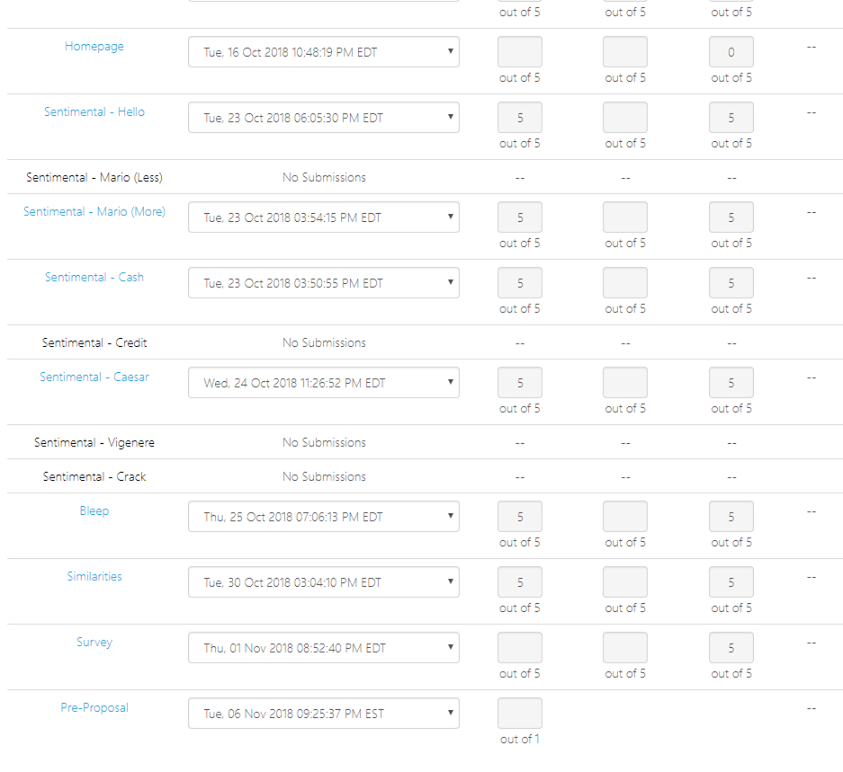 out of 5 out of 5 out of 5
Homepage Tue, 16 Oct 2018 10:48:19 PM EDT 0 --
out of 5 out of 5 out of 5
Sentimental - Hello Tue, 23 Oct 2018 06:05:30 PM EDT 5 5 --
out of 5 out of 5 out of 5
Sentimental - Mario (Less) No Submissions -- -- --
Sentimental - Mario (More) Tue, 23 Oct 2018 03:54:15 PM EDT 5 5 --
out of 5 out of 5 out of 5
Sentimental - Cash Tue, 23 Oct 2018 03:50:55 PM EDT 5 5 --
out of 5 out of 5 out of 5
Sentimental - Credit No Submissions -- -- --
Sentimental - Caesar Wed, 24 Oct 2018 11:26:52 PM EDT 5 5 --
out of 5 out of 5 out of 5
Sentimental - Vigenere No Submissions -- -- --
Sentimental - Crack No Submissions -- -- --
Bleep Thu, 25 Oct 2018 07:06:13 PM EDT 5 5 --
out of 5 out of 5 out of 5
Similarities Tue, 30 Oct 2018 03:04:10 PM EDT 5 5 --
out of 5 out of 5 out of 5
Survey Thu, 01 Nov 2018 08:52:40 PM EDT 5 --
out of 5 out of 5 out of 5
Pre-Proposal Tue, 06 Nov 2018 09:25:37 PM EST --
out of 1